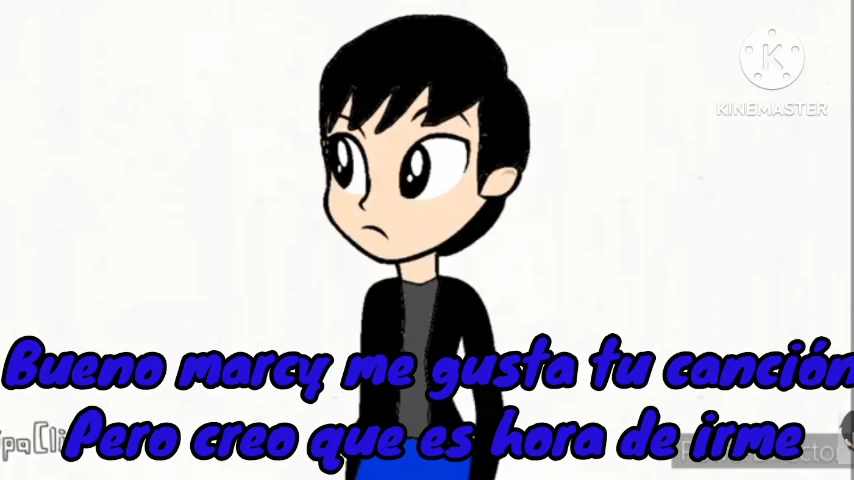 KINEMASTER
Bueno marcy me gusta tu canción
Pero creo que es hora de irme